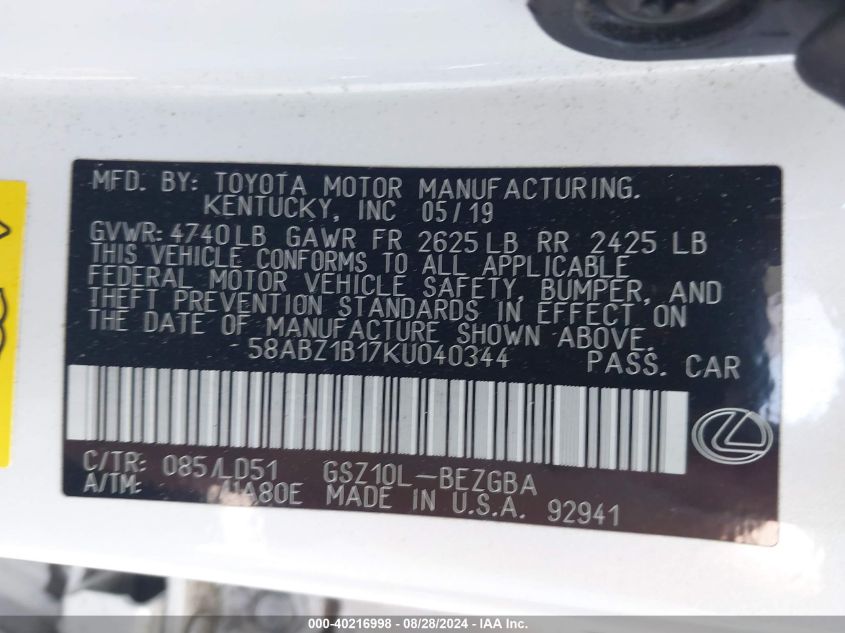 MFD. BY: TOYOTA MOTOR MANUFACTURING.
KENTUCKY, INC 05/19
GVWR: 4740LB GAWR FR 2625LB RR 2425 LB
THIS VEHICLE CONFORMS TO ALL APPLICABLE
FEDERAL MOTOR VEHICLE SAFETY, BUMPER, AND
THEFT PREVENTION STANDARDS IN EFFECT ON
THE DATE OF MANUFACTURE SHOWN ABOVE.
58ABZ1B17KU040344 PASS. CAR
C/TR: 085/LD51 GSZ10L-BEZGBA
A/TM: UA80E MADE IN U.S.A. 92941
000-40216998 - 08/28/2024 - IAAI.com